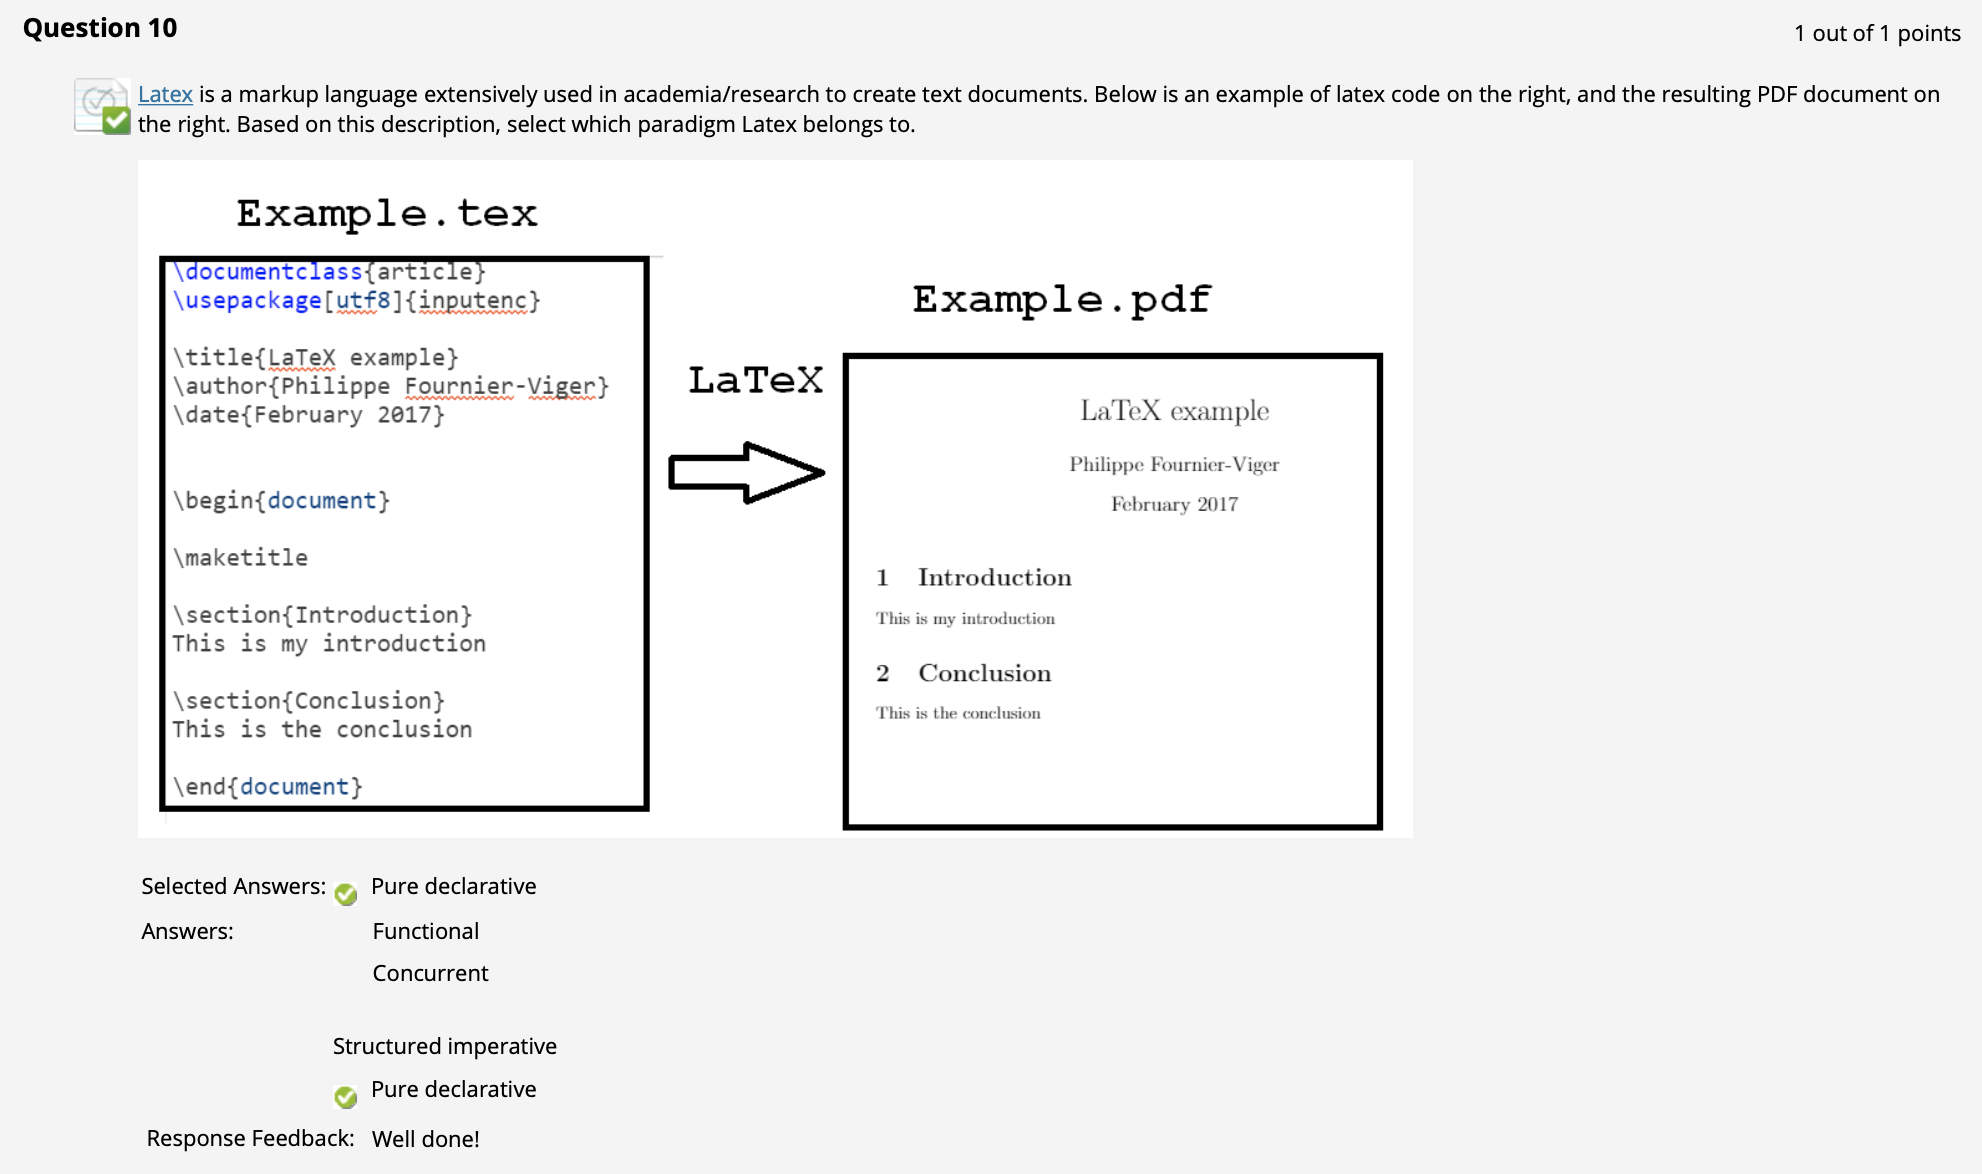 Question 10
1 out of 1 points
Latex is a markup language extensively used in academia/research to create text documents. Below is an example of latex code on the right, and the resulting PDF document on
the right. Based on this description, select which paradigm Latex belongs to.
Example.tex
\documentclass{article}
\usepackage[utf8]{inputenc}
\title{LaTeX example}
\author{Philippe Fournier-Viger}
\date{February 2017}
\begin{document}
\maketitle
\section{Introduction}
This is my introduction
\section{Conclusion}
This is the conclusion
\end{document}
LaTeX
Example.pdf
LaTeX example
Philippe Fournier-Viger
February 2017
1 Introduction
This is my introduction
2 Conclusion
This is the conclusion
Selected Answers: Pure declarative
Answers: Functional
Concurrent
Structured imperative
Pure declarative
Response Feedback: Well done!